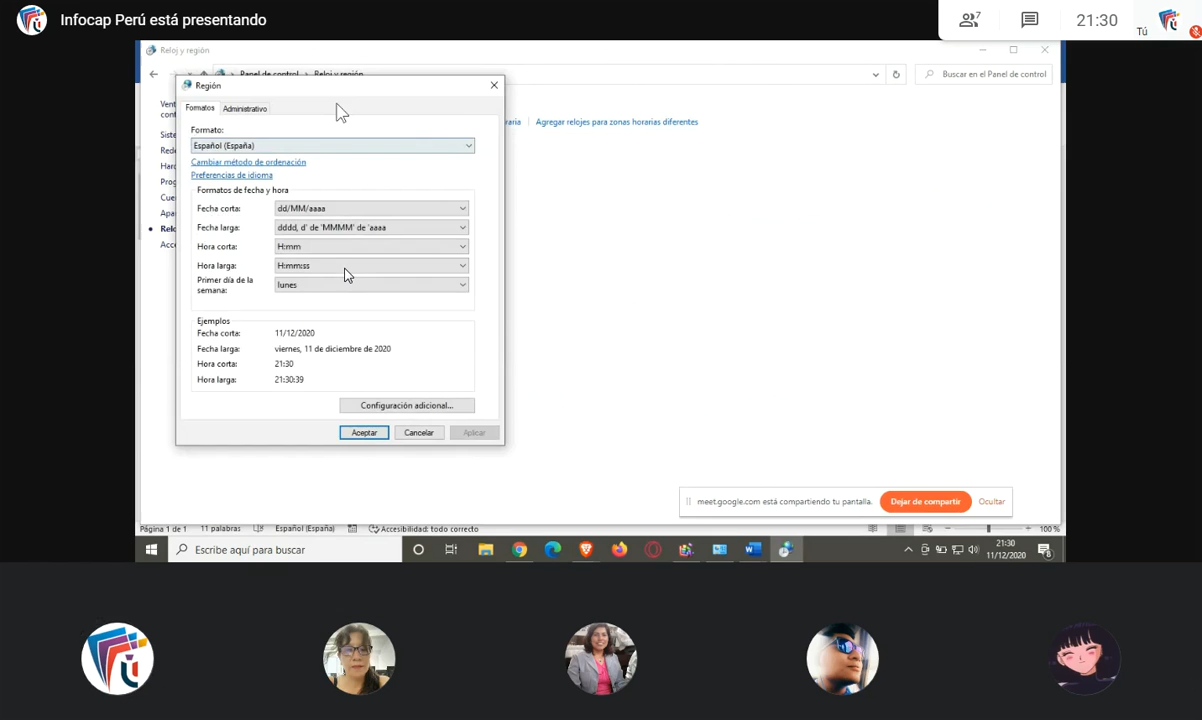 Infocap Perú está presentando
7
21:30
Tú
Reloj y región
Panel de control
Reloj y región
Buscar en el Panel de control
Región
Formatos
Administrativo
Agregar relojes para zonas horarias diferentes
Formato:
Español (España)
Cambiar método de ordenación
Preferencias de idioma
Formatos de fecha y hora
Fecha corta: dd/MM/aaaa
Fecha larga: dddd, d' de 'MMMM' de 'aaaa
Hora corta: H:mm
Hora larga: H:mm:ss
Primer día de la
semana: lunes
Ejemplos
Fecha corta: 11/12/2020
Fecha larga: viernes, 11 de diciembre de 2020
Hora corta: 21:30
Hora larga: 21:30:39
Configuración adicional...
Aceptar Cancelar Aplicar
meet.google.com está compartiendo tu pantalla. Dejar de compartir Ocultar
Página 1 de 1 11 palabras Español (España) Accesibilidad: todo correcto 100 %
Escribe aquí para buscar
21:30
11/12/2020
8